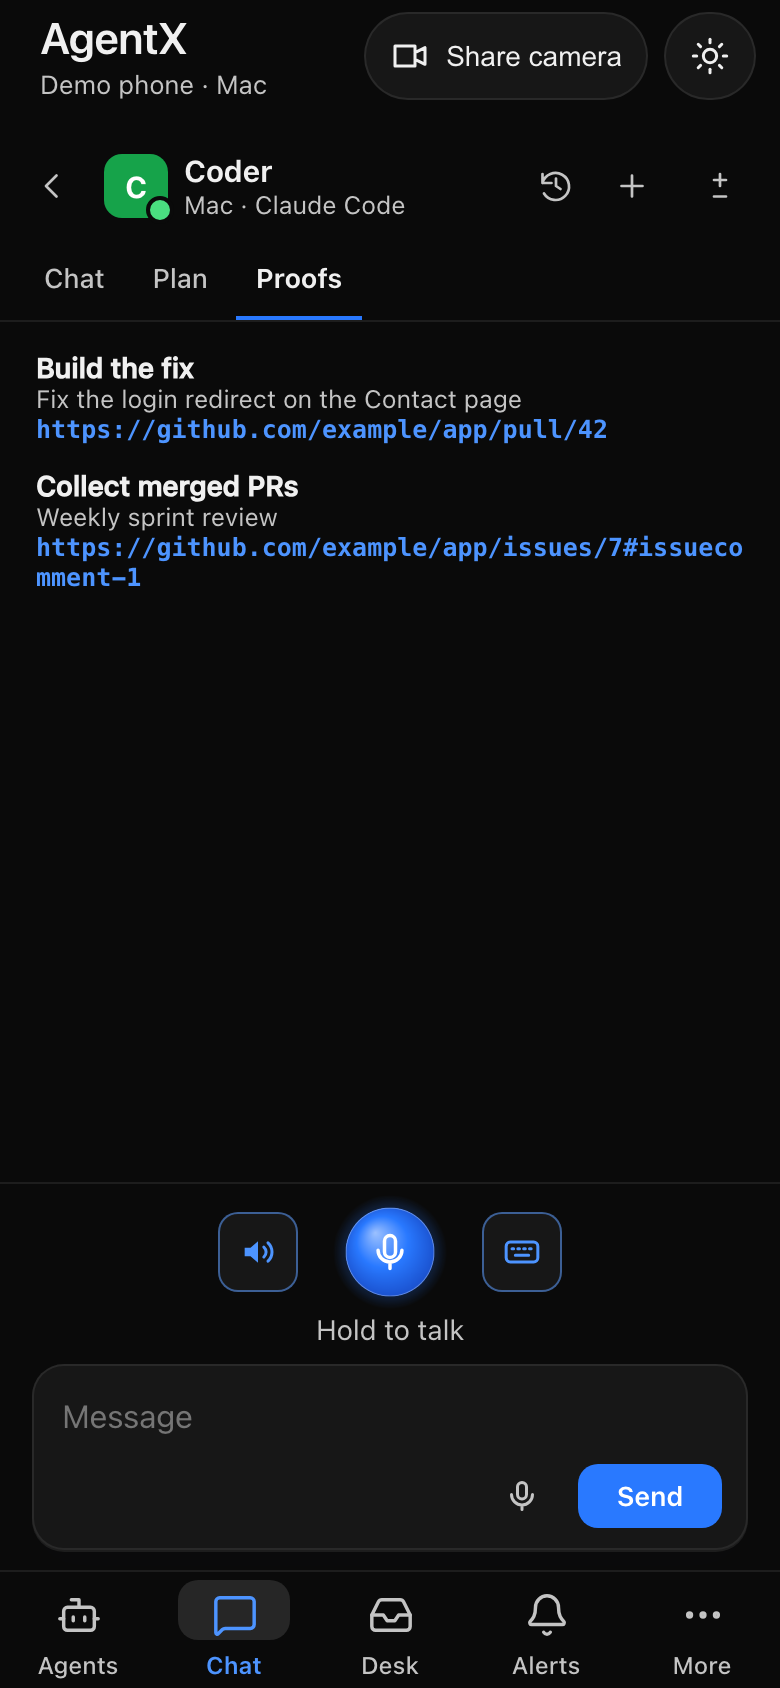 AgentX
Demo phone · Mac
Share camera
C
Coder
Mac · Claude Code
Chat
Plan
Proofs
Build the fix
Fix the login redirect on the Contact page
https://github.com/example/app/pull/42
Collect merged PRs
Weekly sprint review
https://github.com/example/app/issues/7#issueco
mment-1
Hold to talk
Message
Send
Agents
Chat
Desk
Alerts
More